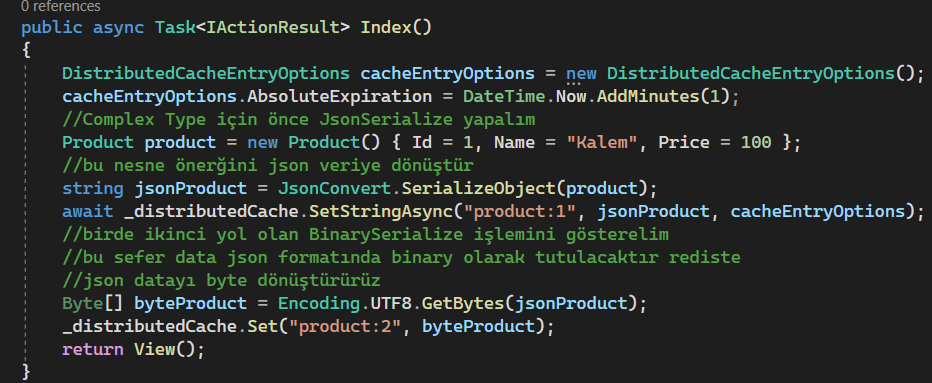 0 references
public async Task<IActionResult> Index()
{
DistributedCacheEntryOptions cacheEntryOptions = new DistributedCacheEntryOptions();
cacheEntryOptions.AbsoluteExpiration = DateTime.Now.AddMinutes(1);
//Complex Type için önce JsonSerialize yapalım
Product product = new Product() { Id = 1, Name = "Kalem", Price = 100 };
//bu nesne önerğini json veriye dönüştür
string jsonProduct = JsonConvert.SerializeObject(product);
await _distributedCache.SetStringAsync("product:1", jsonProduct, cacheEntryOptions);
//birde ikinci yol olan BinarySerialize işlemini gösterelim
//bu sefer data json formatında binary olarak tutulacaktır rediste
//json datayı byte dönüştürürüz
Byte[] byteProduct = Encoding.UTF8.GetBytes(jsonProduct);
_distributedCache.Set("product:2", byteProduct);
return View();
}